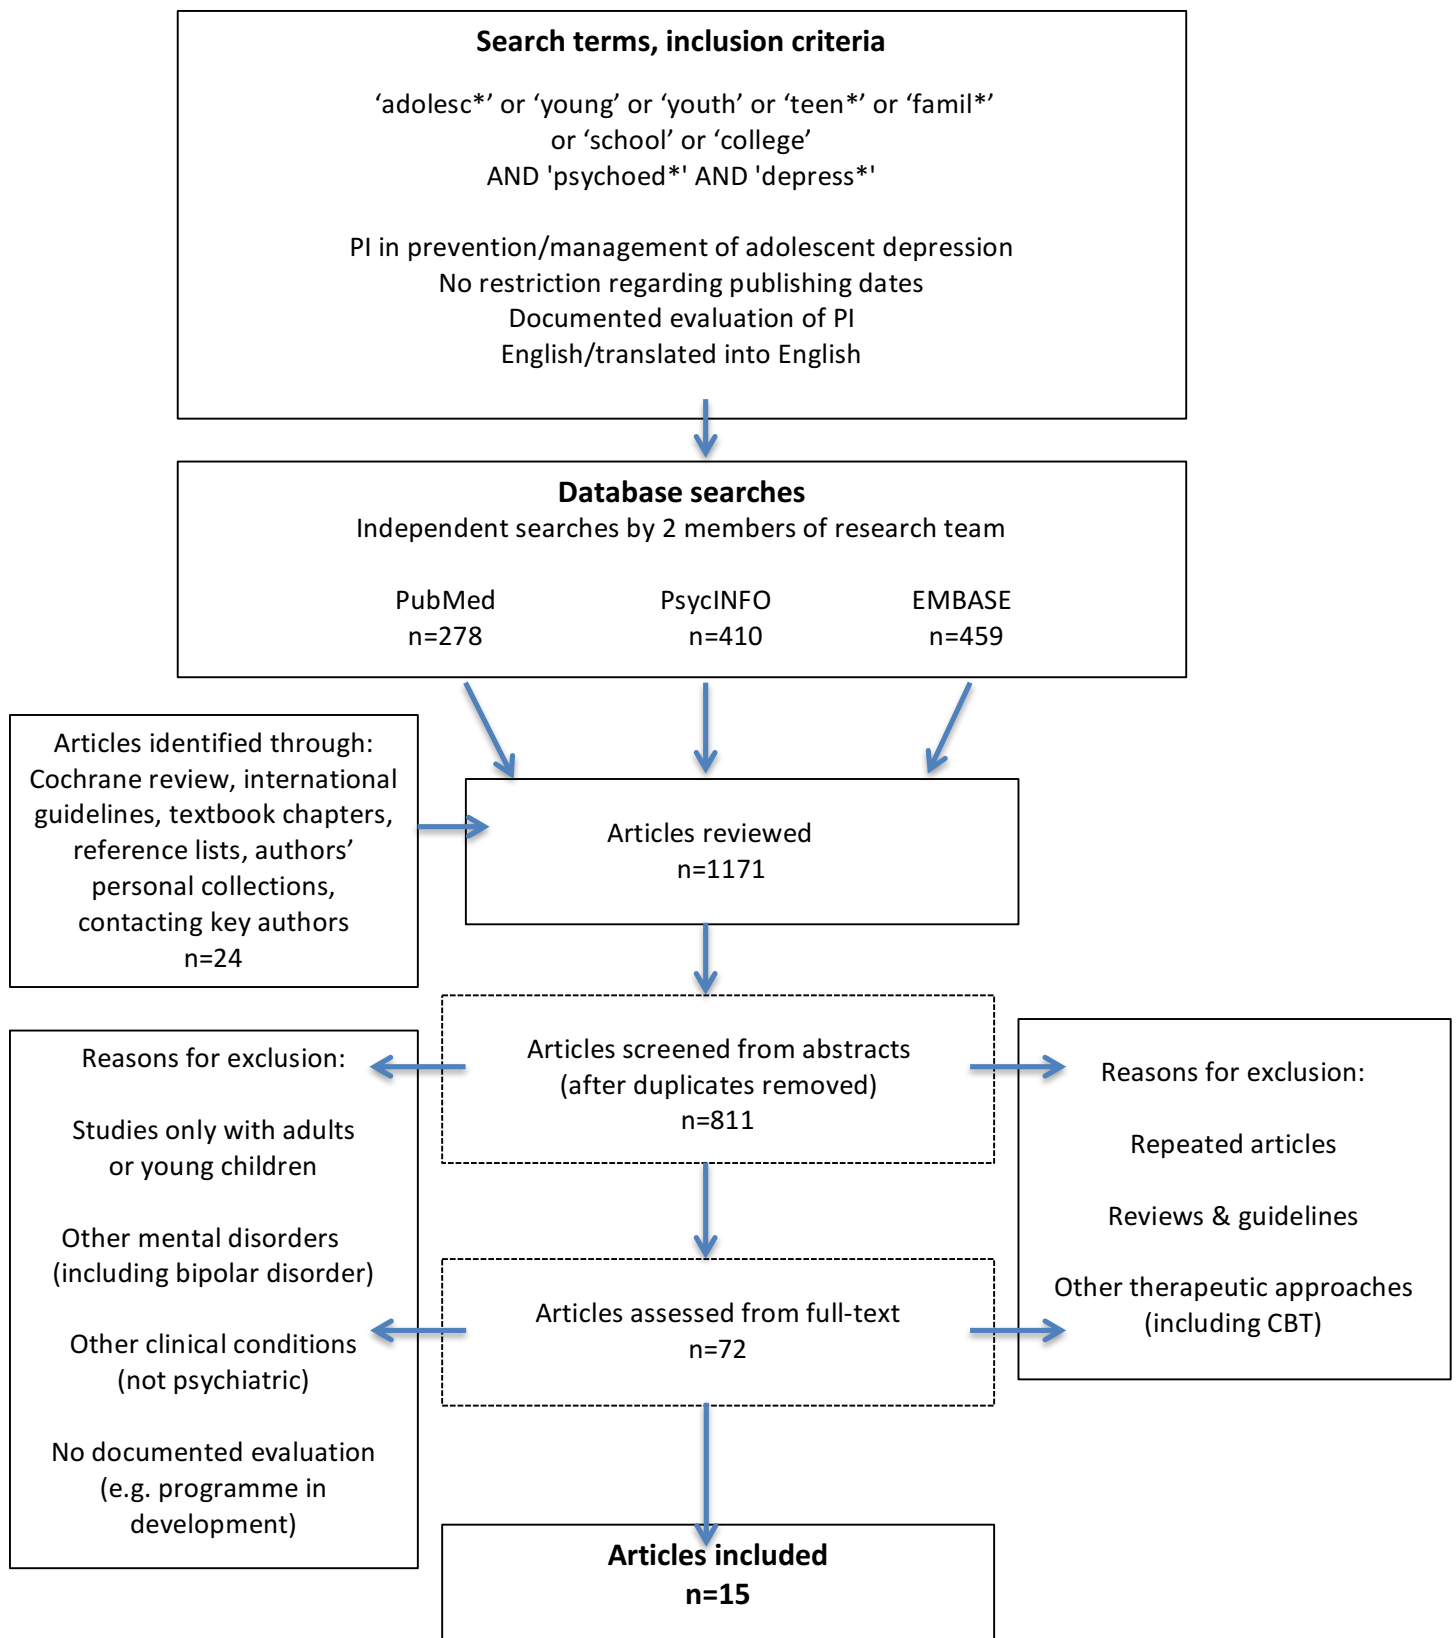 Search terms, inclusion criteria
‘adolesc*’ or ‘young’ or ‘youth’ or ‘teen*’ or ‘famil*’
or ‘school’ or ‘college’
AND 'psychoed*' AND 'depress*'
PI in prevention/management of adolescent depression
No restriction regarding publishing dates
Documented evaluation of PI
English/translated into English
Database searches
Independent searches by 2 members of research team
PubMed
n=278
PsycINFO
n=410
EMBASE
n=459
Articles identified through:
Cochrane review, international
guidelines, textbook chapters,
reference lists, authors’
personal collections,
contacting key authors
n=24
Articles reviewed
n=1171
Articles screened from abstracts
(after duplicates removed)
n=811
Reasons for exclusion:
Studies only with adults
or young children
Other mental disorders
(including bipolar disorder)
Other clinical conditions
(not psychiatric)
No documented evaluation
(e.g. programme in
development)
Reasons for exclusion:
Repeated articles
Reviews & guidelines
Other therapeutic approaches
(including CBT)
Articles assessed from full-text
n=72
Articles included
n=15